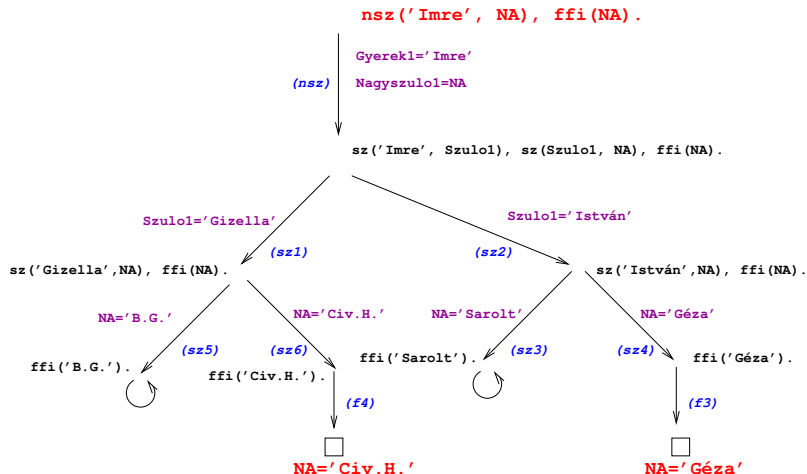 nsz('Imre', NA), ffi(NA).
Gyerek1='Imre'
(nsz)
Nagyszulo1=NA
sz('Imre', Szulo1), sz(Szulo1, NA), ffi(NA).
Szulo1='Gizella'
Szulo1='István'
(sz1)
(sz2)
sz('Gizella',NA), ffi(NA).
sz('István',NA), ffi(NA).
NA='B.G.'
NA='Civ.H.'
NA='Sarolt'
NA='Géza'
(sz5)
(sz6)
(sz3)
(sz4)
ffi('B.G.').
ffi('Civ.H.').
ffi('Sarolt').
ffi('Géza').
(f4)
(f3)
NA='Civ.H.'
NA='Géza'